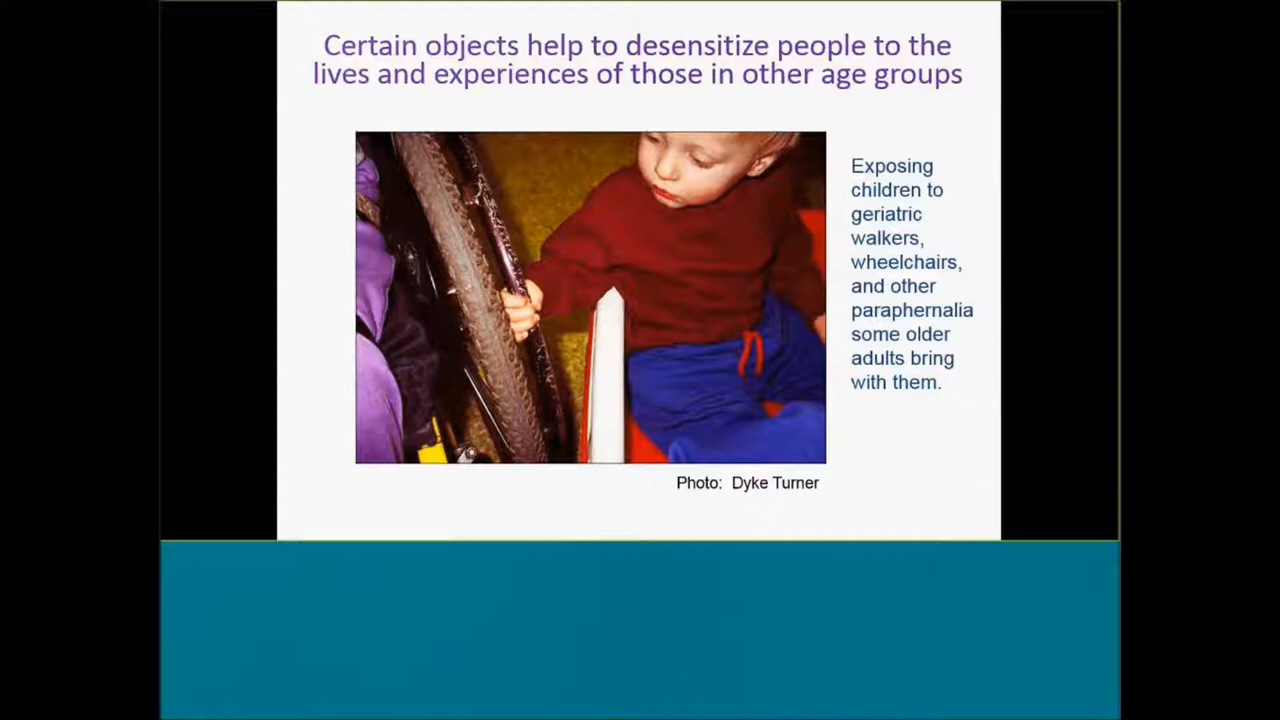 Certain objects help to desensitize people to the
lives and experiences of those in other age groups
Exposing
children to
geriatric
walkers,
wheelchairs,
and other
paraphernalia
some older
adults bring
with them.
Photo: Dyke Turner